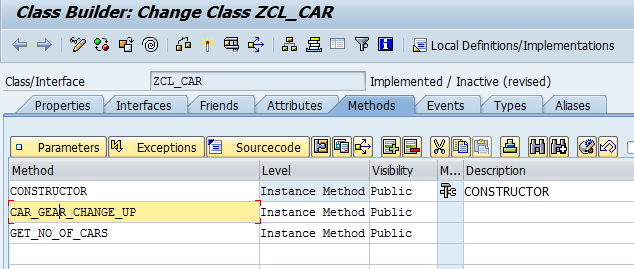 Class Builder: Change Class ZCL_CAR
Local Definitions/Implementations
Class/Interface ZCL_CAR Implemented / Inactive (revised)
Properties Interfaces Friends Attributes Methods Events Types Aliases
Parameters Exceptions Sourcecode
Method Level Visibility M... Description
CONSTRUCTOR Instance Method Public CONSTRUCTOR
CAR_GEAR_CHANGE_UP Instance Method Public
GET_NO_OF_CARS Instance Method Public